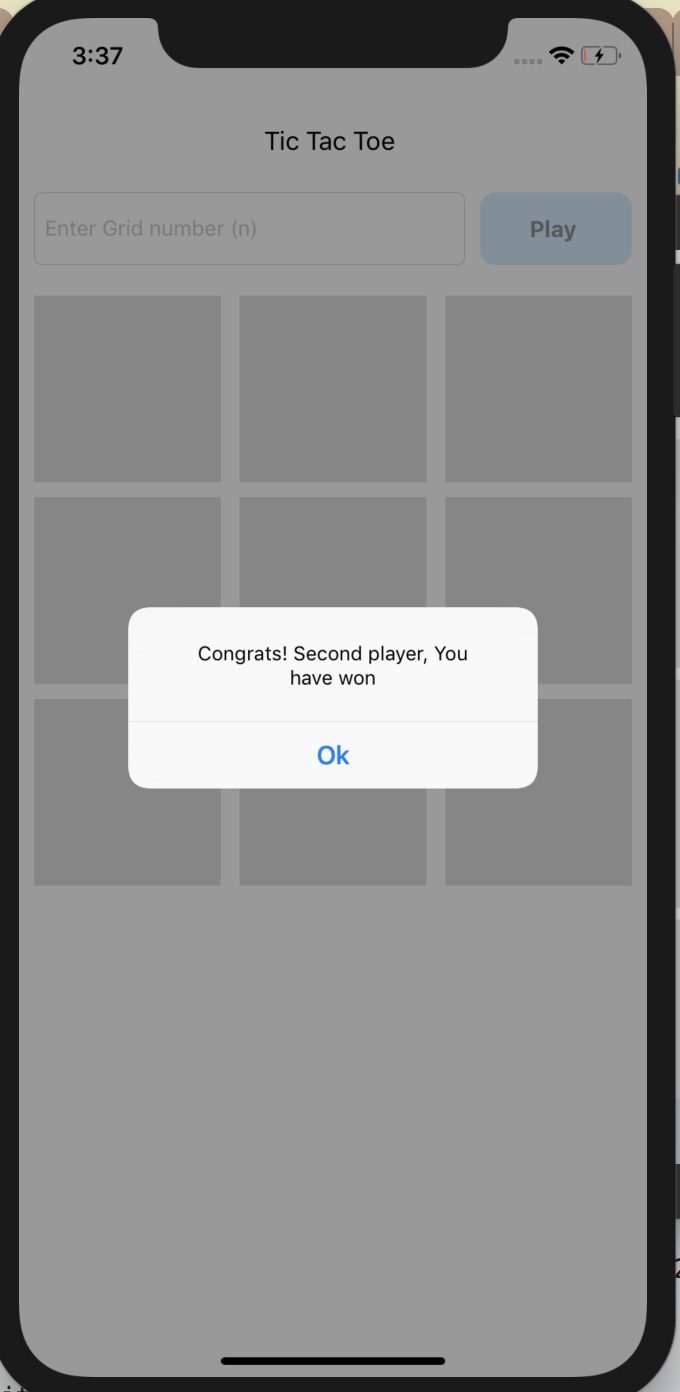 3:37
Tic Tac Toe
Enter Grid number (n)
Play
Congrats! Second player, You
have won
Ok